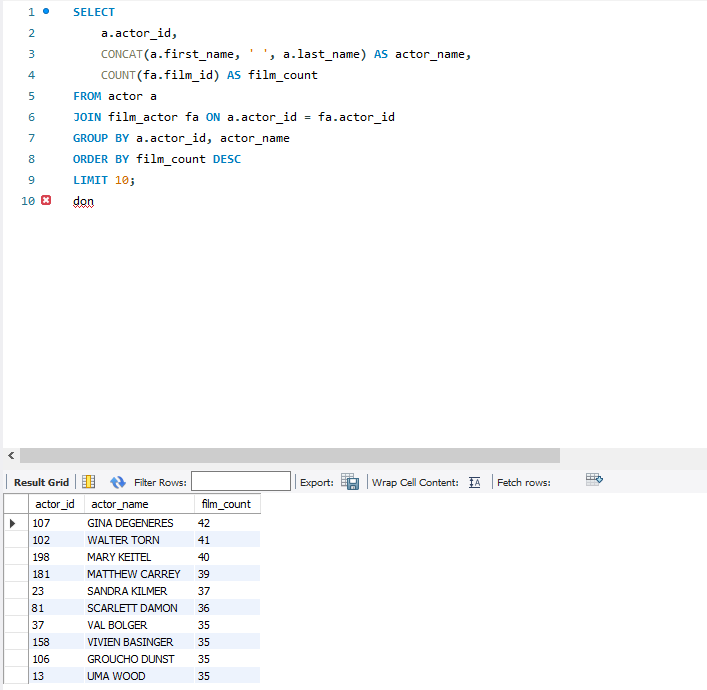 1 SELECT
2 a.actor_id,
3 CONCAT(a.first_name, ' ', a.last_name) AS actor_name,
4 COUNT(fa.film_id) AS film_count
5 FROM actor a
6 JOIN film_actor fa ON a.actor_id = fa.actor_id
7 GROUP BY a.actor_id, actor_name
8 ORDER BY film_count DESC
9 LIMIT 10;
10 don
Result Grid Filter Rows: Export: Wrap Cell Content: IA Fetch rows:
actor_id actor_name film_count
107 GINA DEGENERES 42
102 WALTER TORN 41
198 MARY KEITEL 40
181 MATTHEW CARREY 39
23 SANDRA KILMER 37
81 SCARLETT DAMON 36
37 VAL BOLGER 35
158 VIVIEN BASINGER 35
106 GROUCHO DUNST 35
13 UMA WOOD 35